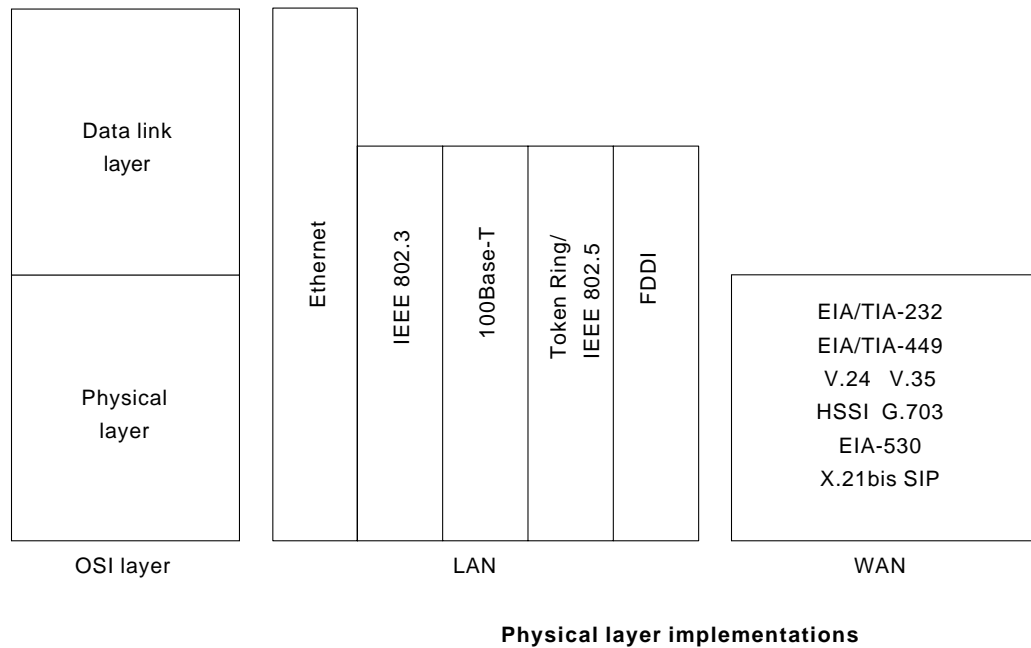 Data link
layer
Physical
layer
OSI layer
Ethernet
IEEE 802.3
100Base-T
Token Ring/
IEEE 802.5
FDDI
LAN
EIA/TIA-232
EIA/TIA-449
V.24 V.35
HSSI G.703
EIA-530
X.21bis SIP
WAN
Physical layer implementations